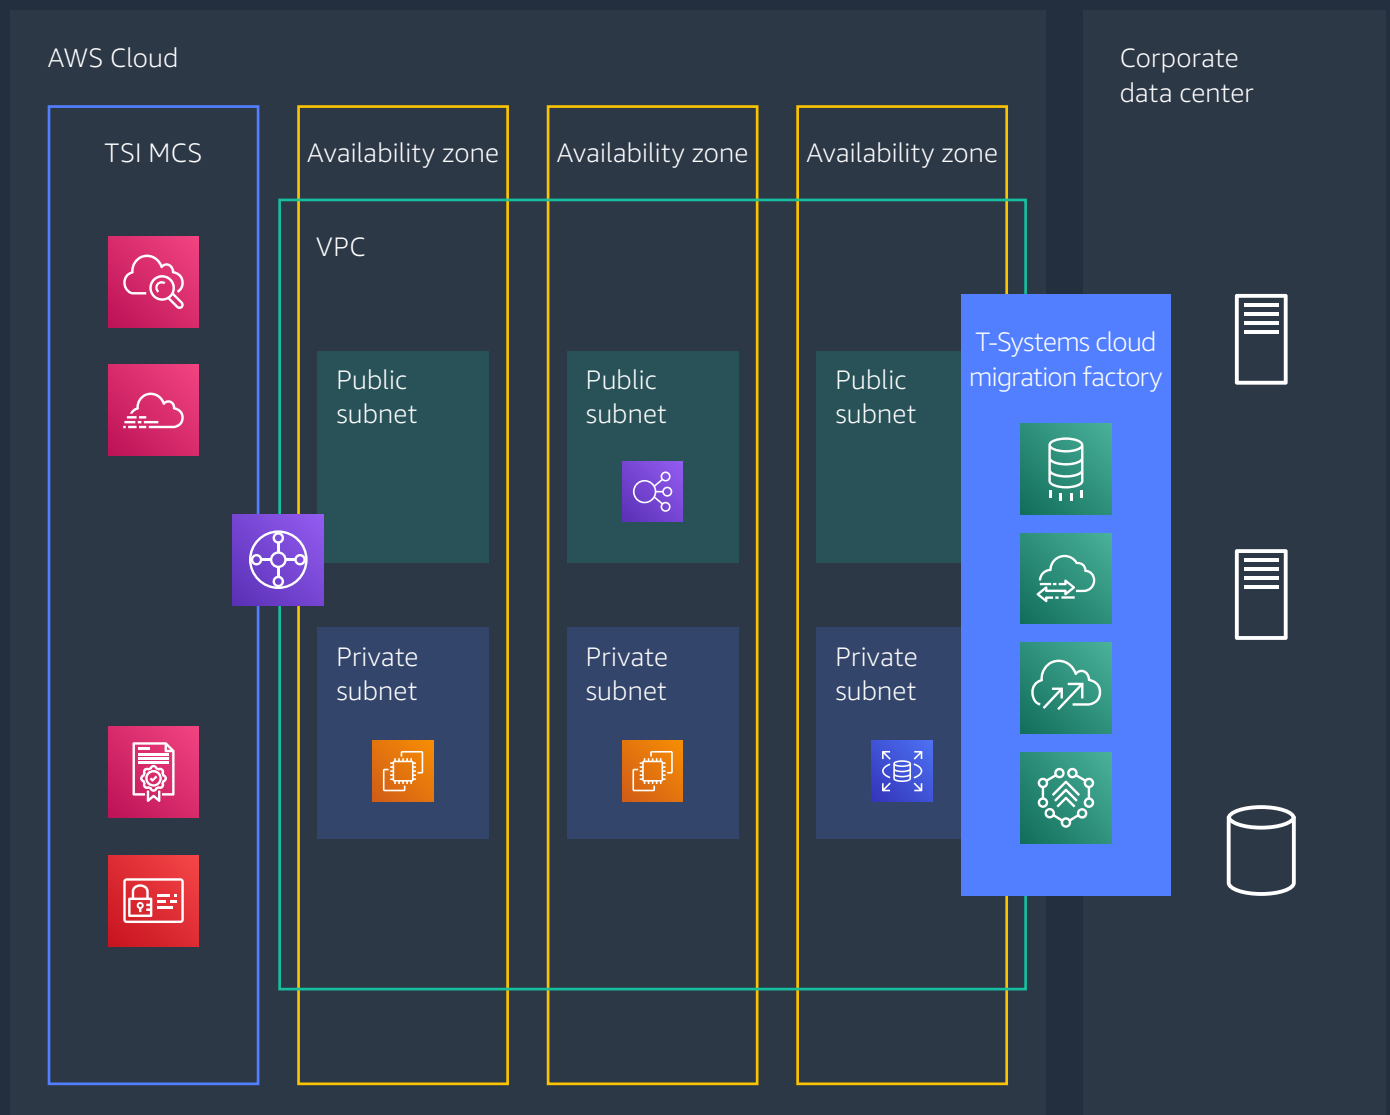 AWS Cloud
Corporate
data center
TSI MCS
Availability zone
Availability zone
Availability zone
VPC
T-Systems cloud
migration factory
Public
subnet
Public
subnet
Public
subnet
Private
subnet
Private
subnet
Private
subnet